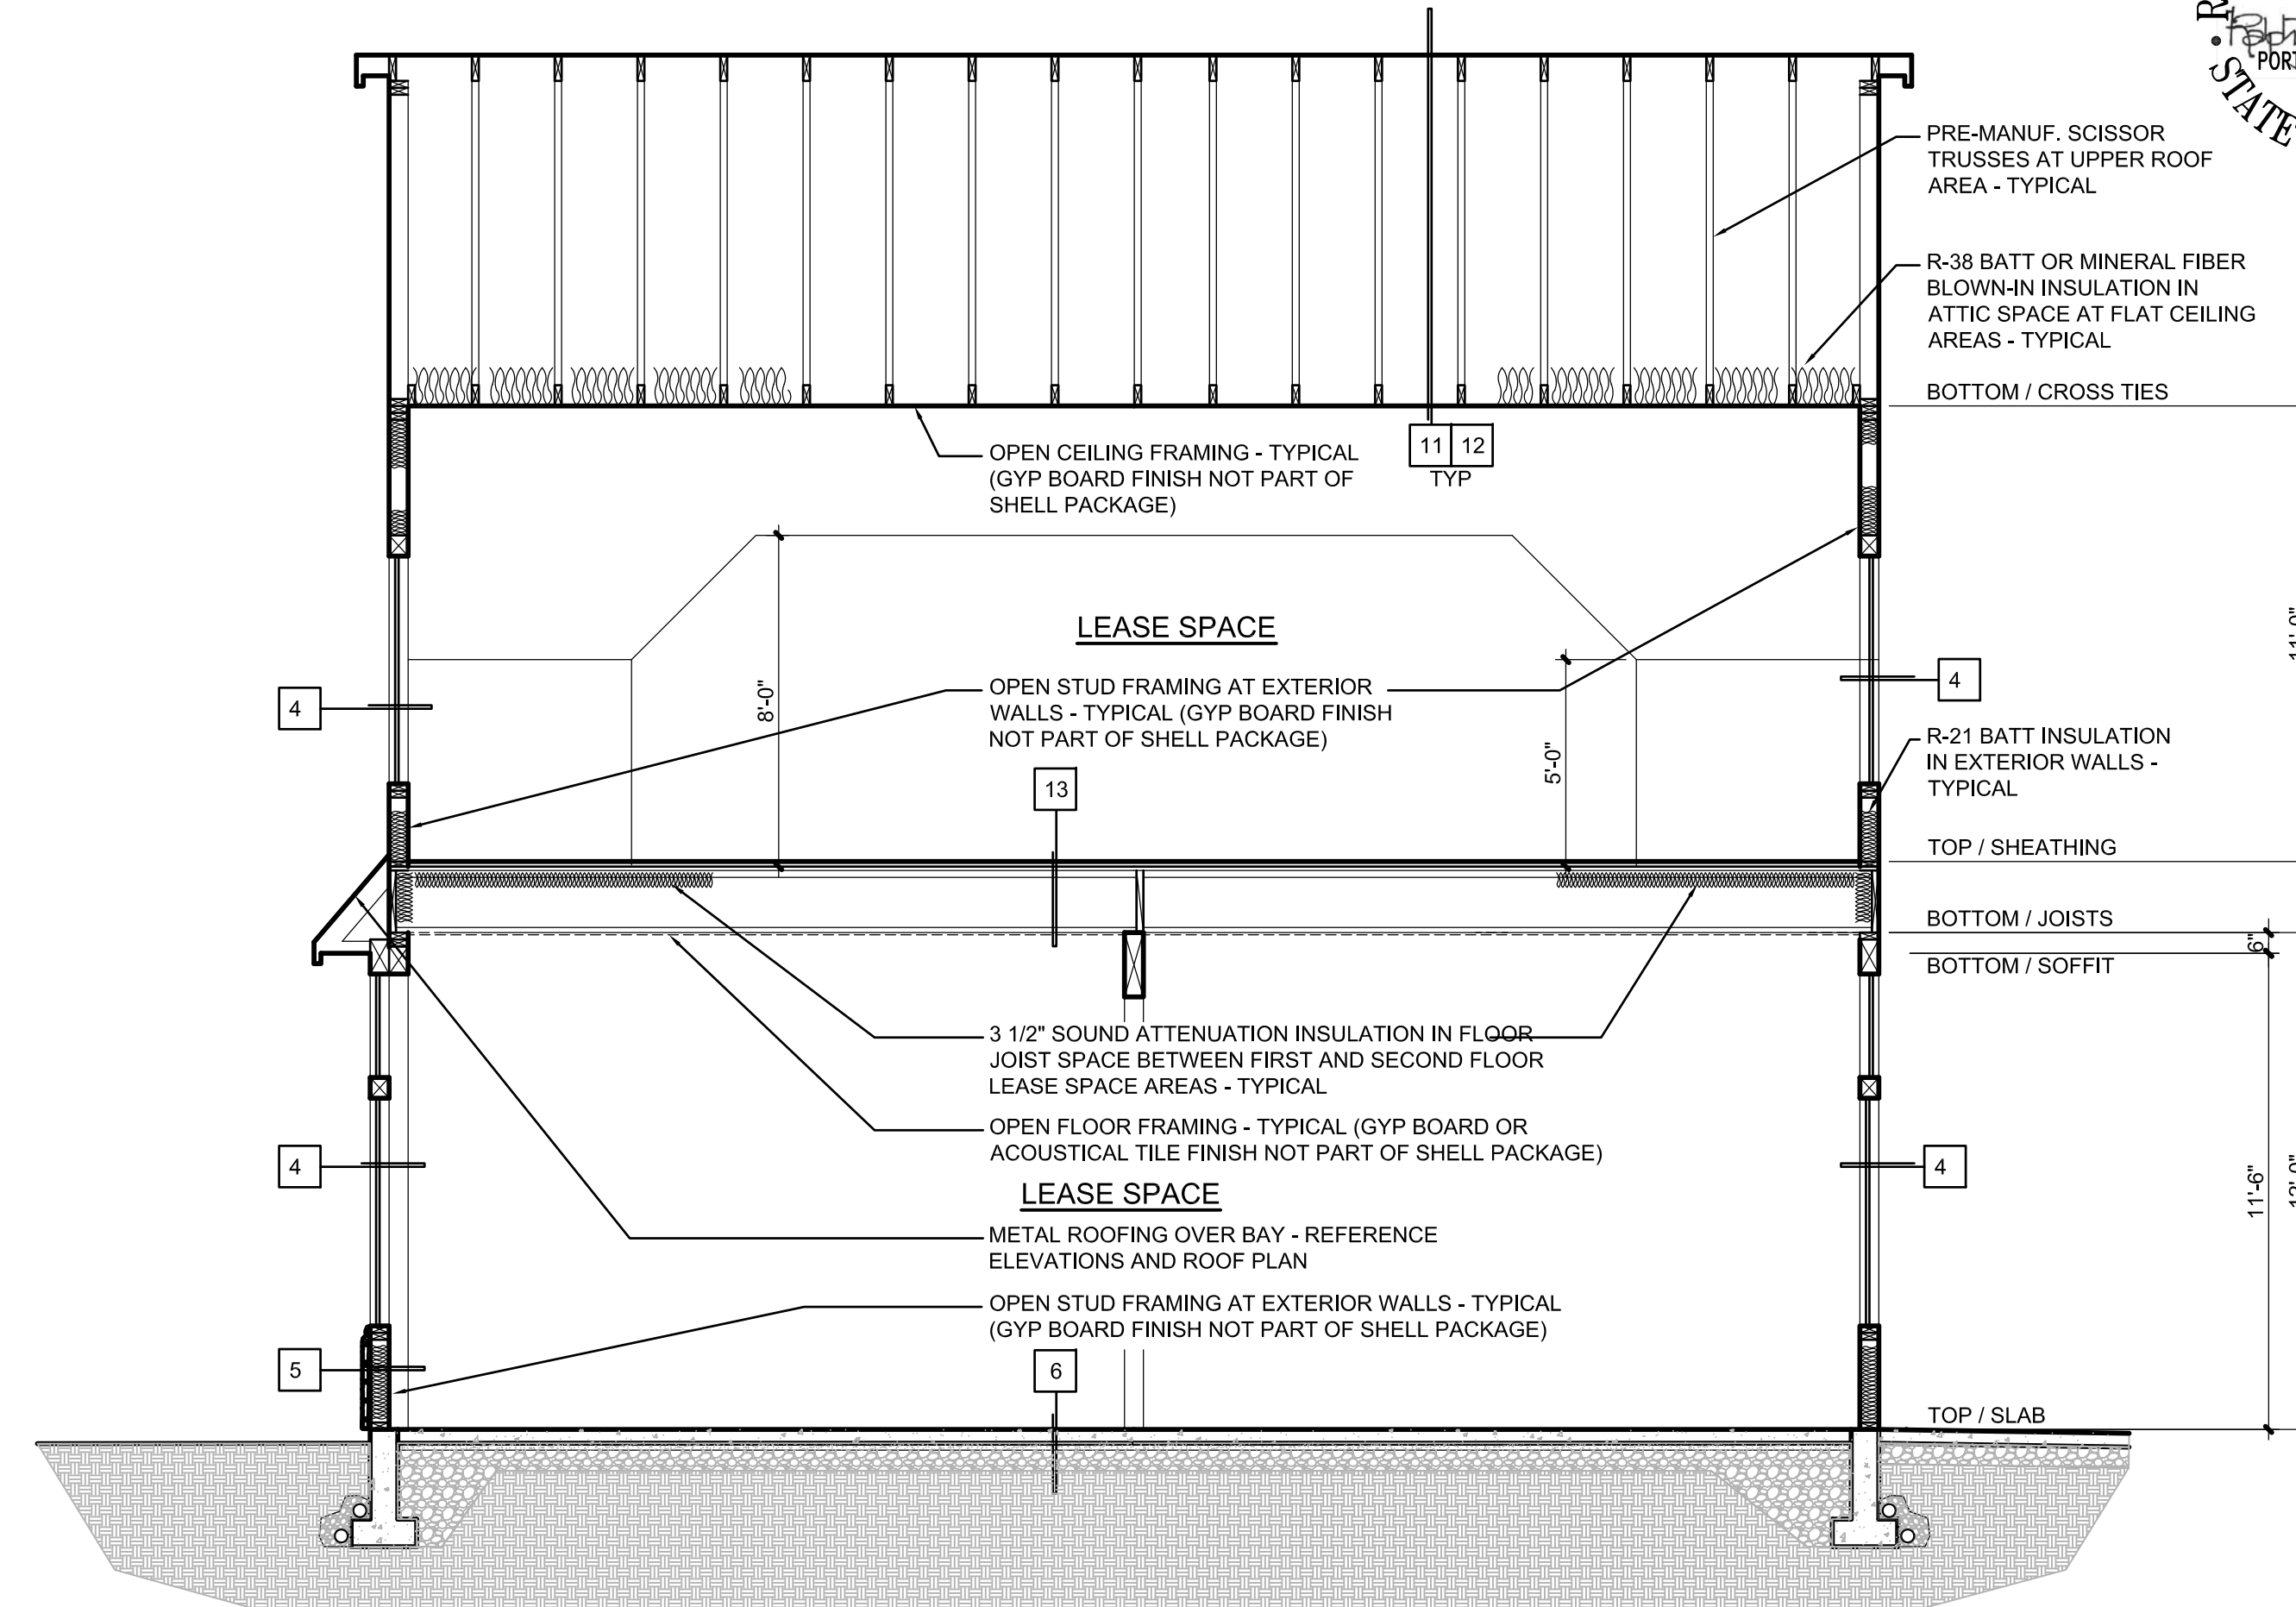 PORT
STATE
PRE-MANUF. SCISSOR
TRUSSES AT UPPER ROOF
AREA - TYPICAL
R-38 BATT OR MINERAL FIBER
BLOWN-IN INSULATION IN
ATTIC SPACE AT FLAT CEILING
AREAS - TYPICAL
BOTTOM / CROSS TIES
OPEN CEILING FRAMING - TYPICAL
(GYP BOARD FINISH NOT PART OF
SHELL PACKAGE)
11 12
TYP
LEASE SPACE
11'-0"
8'-0"
5'-0"
OPEN STUD FRAMING AT EXTERIOR
WALLS - TYPICAL (GYP BOARD FINISH
NOT PART OF SHELL PACKAGE)
4
4
R-21 BATT INSULATION
IN EXTERIOR WALLS -
TYPICAL
13
TOP / SHEATHING
BOTTOM / JOISTS
6"
BOTTOM / SOFFIT
3 1/2" SOUND ATTENUATION INSULATION IN FLOOR
JOIST SPACE BETWEEN FIRST AND SECOND FLOOR
LEASE SPACE AREAS - TYPICAL
OPEN FLOOR FRAMING - TYPICAL (GYP BOARD OR
ACOUSTICAL TILE FINISH NOT PART OF SHELL PACKAGE)
4
4
11'-6"
12'-0"
LEASE SPACE
METAL ROOFING OVER BAY - REFERENCE
ELEVATIONS AND ROOF PLAN
OPEN STUD FRAMING AT EXTERIOR WALLS - TYPICAL
(GYP BOARD FINISH NOT PART OF SHELL PACKAGE)
5
6
TOP / SLAB